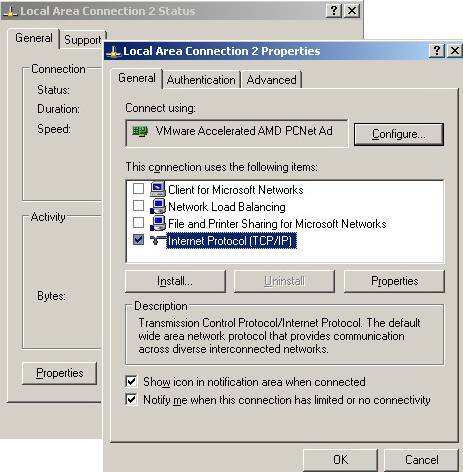 Local Area Connection 2 Status
General
Support
Connection
Status:
Duration:
Speed:
Activity
Bytes:
Properties
Local Area Connection 2 Properties
General
Authentication
Advanced
Connect using:
VMware Accelerated AMD PCNet Ad
Configure...
This connection uses the following items:
Client for Microsoft Networks
Network Load Balancing
File and Printer Sharing for Microsoft Networks
Internet Protocol (TCP/IP)
Install...
Uninstall
Properties
Description
Transmission Control Protocol/Internet Protocol. The default
wide area network protocol that provides communication
across diverse interconnected networks.
Show icon in notification area when connected
Notify me when this connection has limited or no connectivity
OK
Cancel